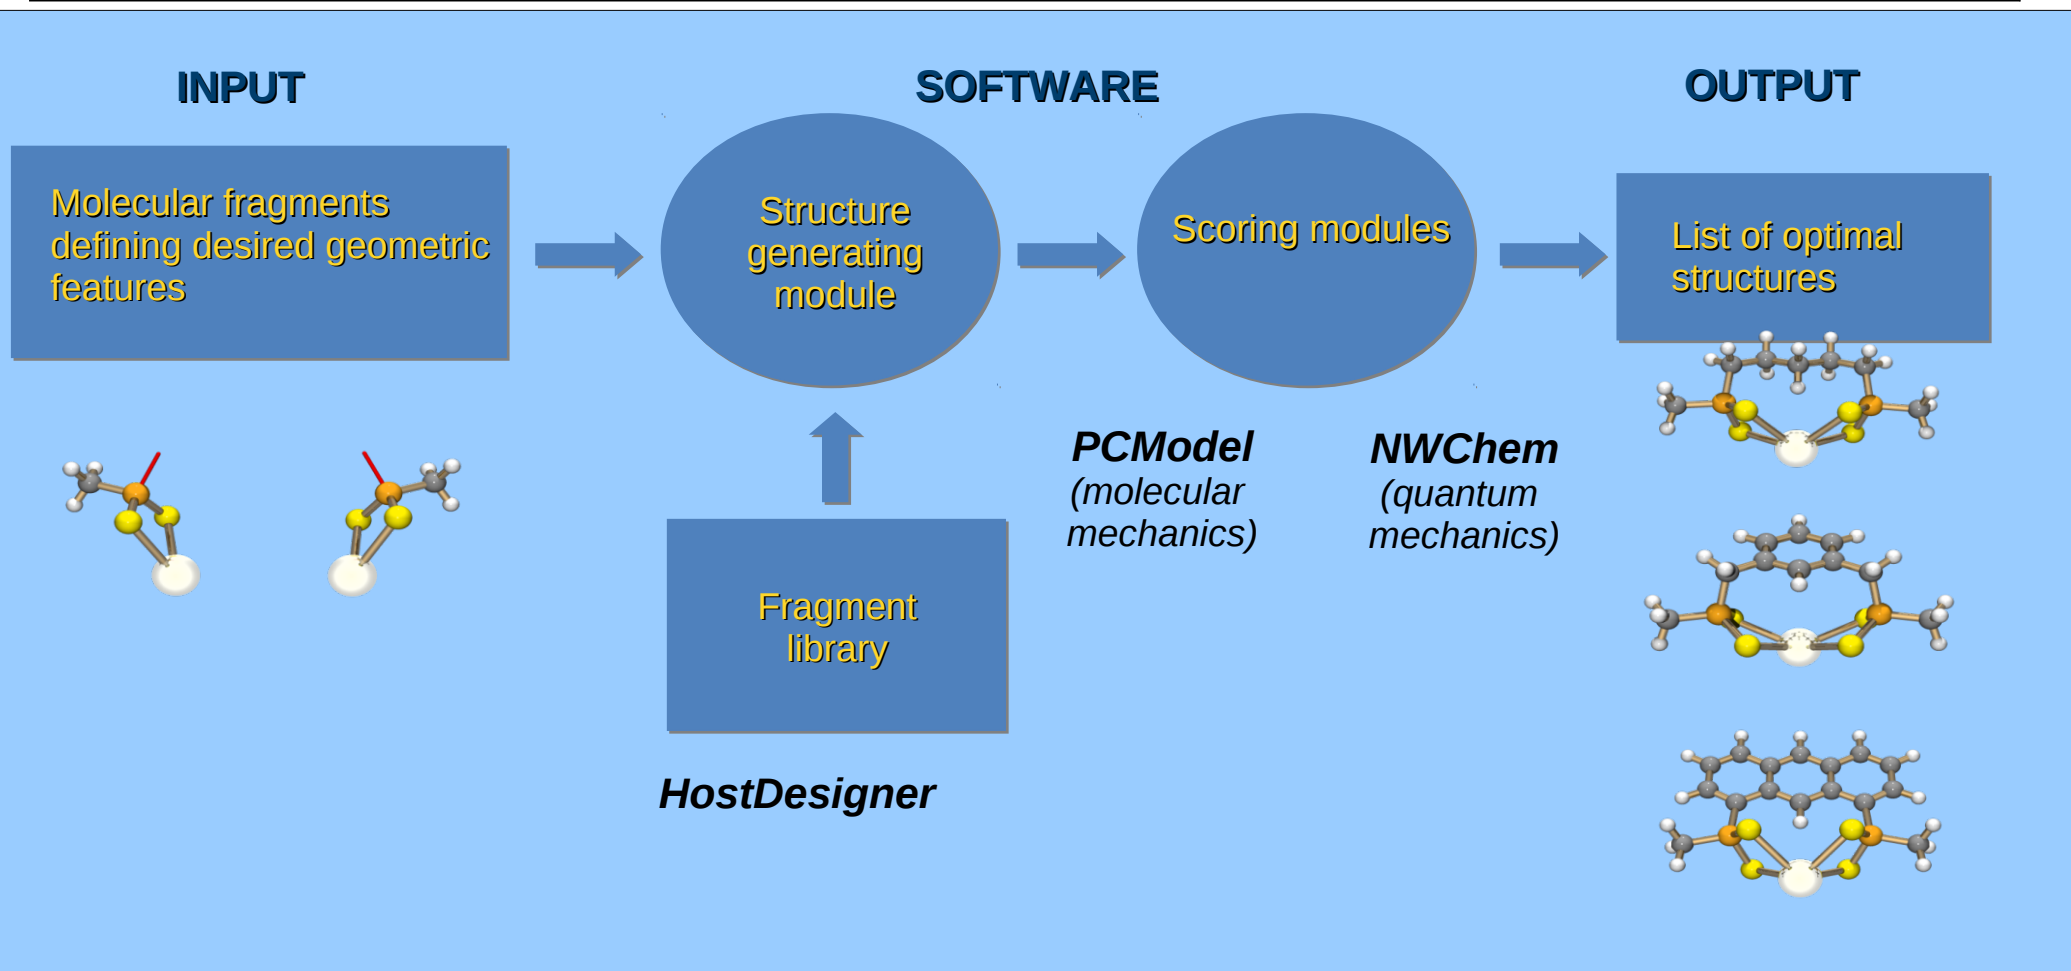 INPUT
SOFTWARE
OUTPUT
Molecular fragments
defining desired geometric
features
Structure
generating
module
Scoring modules
List of optimal
structures
PCModel
(molecular
mechanics)
NWChem
(quantum
mechanics)
Fragment
library
HostDesigner